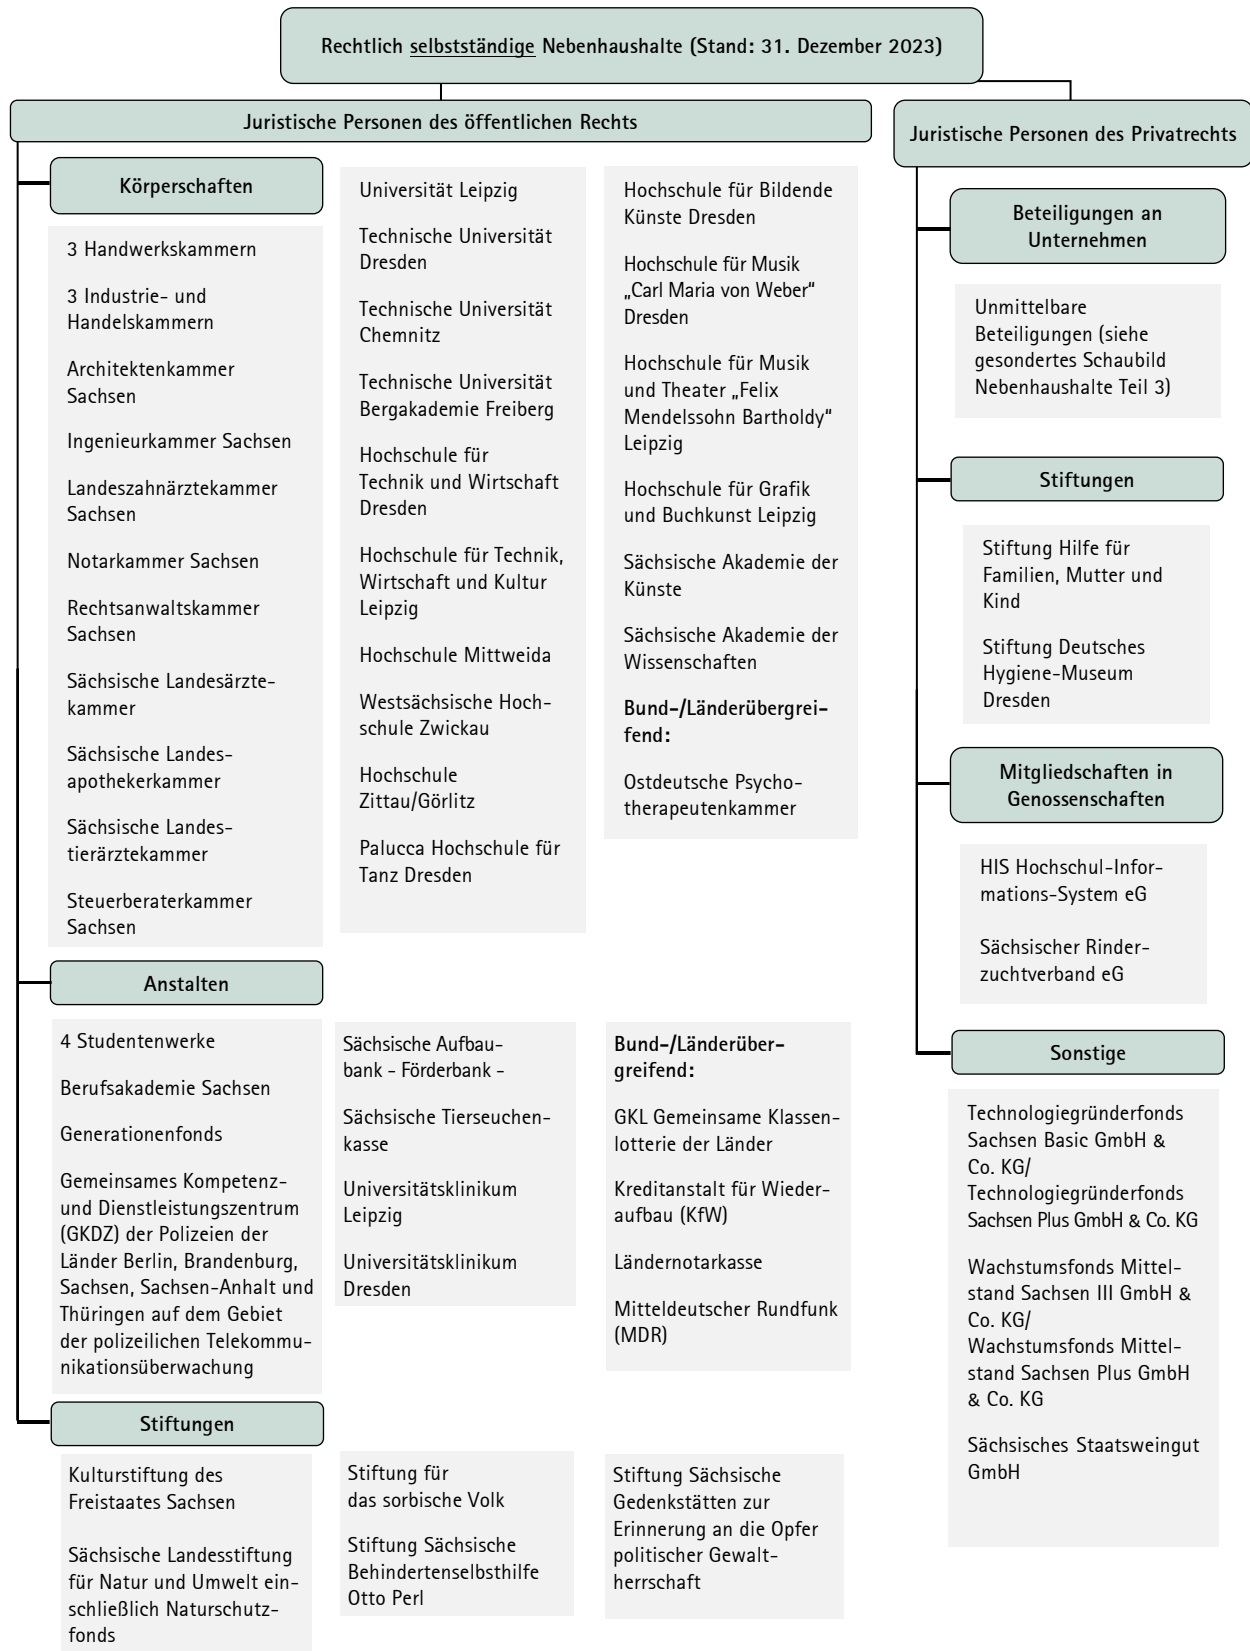 Rechtlich selbstständige Nebenhaushalte (Stand: 31. Dezember 2023)
Juristische Personen des öffentlichen Rechts
Körperschaften
3 Handwerkskammern
3 Industrie- und
Handelskammern
Architektenkammer
Sachsen
Ingenieurkammer Sachsen
Landeszahnärztekammer
Sachsen
Notarkammer Sachsen
Rechtsanwaltskammer
Sachsen
Sächsische Landesärzte-
kammer
Sächsische Landes-
apothekerkammer
Sächsische Landes-
tierärztekammer
Steuerberaterkammer
Sachsen
Universität Leipzig
Technische Universität
Dresden
Technische Universität
Chemnitz
Technische Universität
Bergakademie Freiberg
Hochschule für
Technik und Wirtschaft
Dresden
Hochschule für Technik,
Wirtschaft und Kultur
Leipzig
Hochschule Mittweida
Westsächsische Hoch-
schule Zwickau
Hochschule
Zittau/Görlitz
Palucca Hochschule für
Tanz Dresden
Hochschule für Bildende
Künste Dresden
Hochschule für Musik
„Carl Maria von Weber"
Dresden
Hochschule für Musik
und Theater „Felix
Mendelssohn Bartholdy"
Leipzig
Hochschule für Grafik
und Buchkunst Leipzig
Sächsische Akademie der
Künste
Sächsische Akademie der
Wissenschaften
Bund-/Länderübergrei-
fend:
Ostdeutsche Psycho-
therapeutenkammer
Anstalten
4 Studentenwerke
Berufsakademie Sachsen
Generationenfonds
Gemeinsames Kompetenz-
und Dienstleistungszentrum
(GKDZ) der Polizeien der
Länder Berlin, Brandenburg,
Sachsen, Sachsen-Anhalt und
Thüringen auf dem Gebiet
der polizeilichen Telekommu-
nikationsüberwachung
Sächsische Aufbau-
bank - Förderbank -
Sächsische Tierseuchen-
kasse
Universitätsklinikum
Leipzig
Universitätsklinikum
Dresden
Bund-/Länderüber-
greifend:
GKL Gemeinsame Klassen-
lotterie der Länder
Kreditanstalt für Wieder-
aufbau (KfW)
Ländernotarkasse
Mitteldeutscher Rundfunk
(MDR)
Stiftungen
Kulturstiftung des
Freistaates Sachsen
Sächsische Landesstiftung
für Natur und Umwelt ein-
schließlich Naturschutz-
fonds
Stiftung für
das sorbische Volk
Stiftung Sächsische
Behindertenselbsthilfe
Otto Perl
Stiftung Sächsische
Gedenkstätten zur
Erinnerung an die Opfer
politischer Gewalt-
herrschaft
Juristische Personen des Privatrechts
Beteiligungen an
Unternehmen
Unmittelbare
Beteiligungen (siehe
gesondertes Schaubild
Nebenhaushalte Teil 3)
Stiftungen
Stiftung Hilfe für
Familien, Mutter und
Kind
Stiftung Deutsches
Hygiene-Museum
Dresden
Mitgliedschaften in
Genossenschaften
HIS Hochschul-Infor-
mations-System eG
Sächsischer Rinder-
zuchtverband eG
Sonstige
Technologiegründerfonds
Sachsen Basic GmbH &
Co. KG/
Technologiegründerfonds
Sachsen Plus GmbH & Co. KG
Wachstumsfonds Mittel-
stand Sachsen III GmbH &
Co. KG/
Wachstumsfonds Mittel-
stand Sachsen Plus GmbH
& Co. KG
Sächsisches Staatsweingut
GmbH